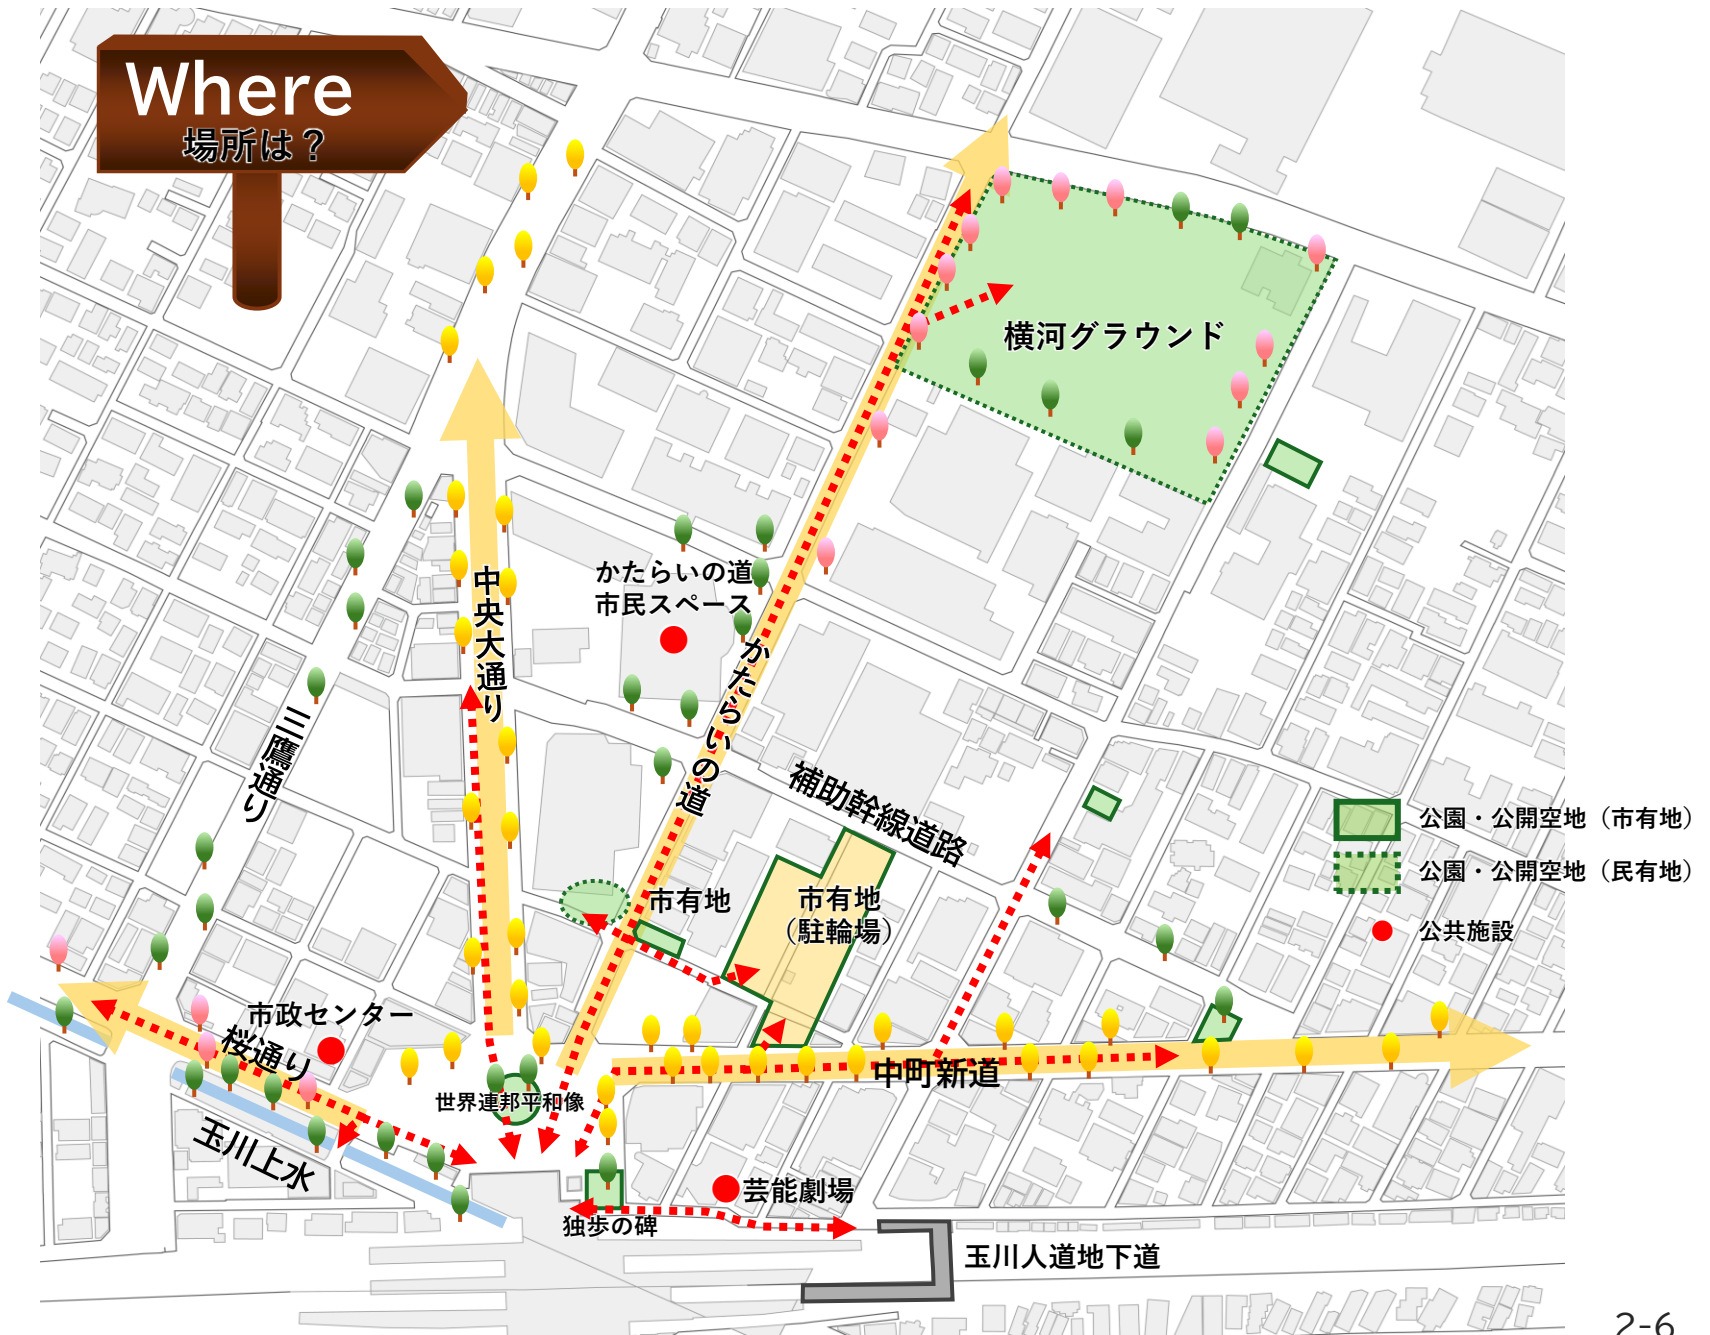 Where
場所は？
横河グラウンド
かたらいの道
市民スペース
中央大通り
かたらいの道
三鷹通り
補助幹線道路
公園・公開空地（市有地）
公園・公開空地（民有地）
公共施設
市有地
市有地
（駐輪場）
市政センター
桜通り
中町新道
世界連邦平和像
玉川上水
芸能劇場
独歩の碑
玉川人道地下道
2-6